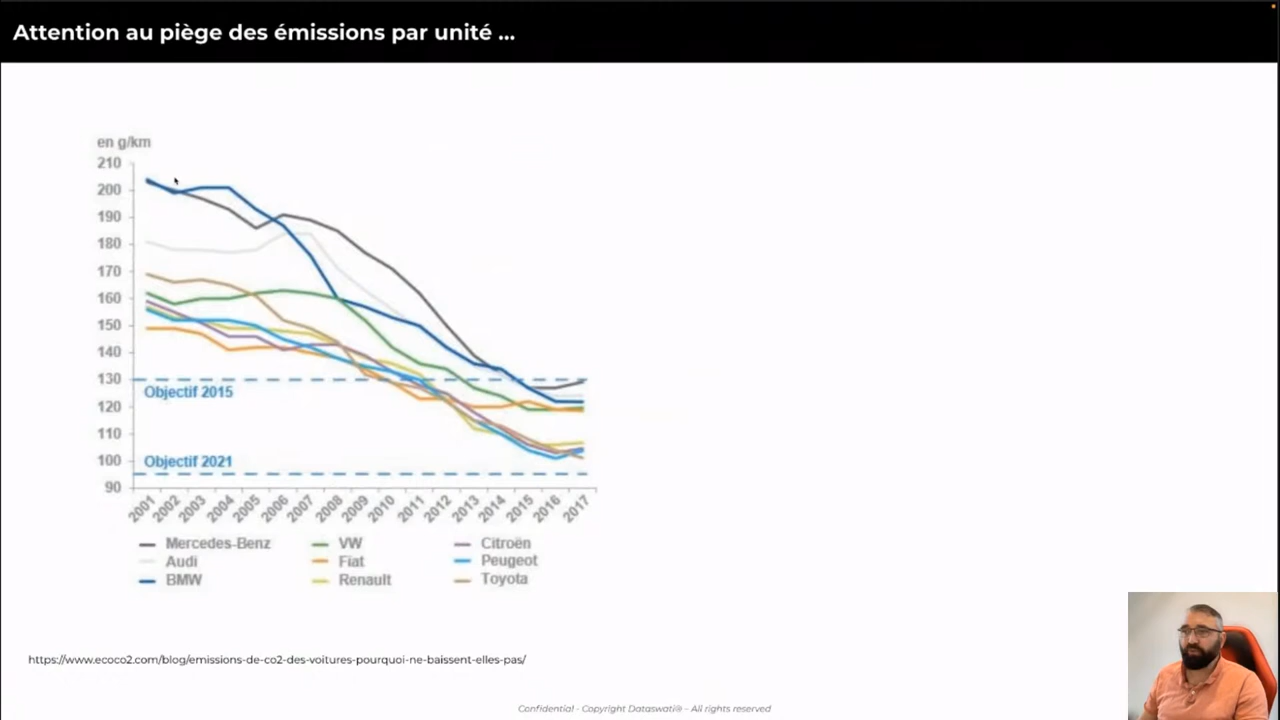 Attention au piège des émissions par unité ...
en g/km
210
200
190
180
170
160
150
140
130
120
110
100
90
Objectif 2015
Objectif 2021
2001 2002 2003 2004 2005 2006 2007 2008 2009 2010 2011 2012 2013 2014 2015 2016 2017
Mercedes-Benz VW Citroën
Audi Fiat Peugeot
BMW Renault Toyota
https://www.ecoco2.com/blog/emissions-de-co2-des-voitures-pourquoi-ne-baissent-elles-pas/
Confidential - Copyright Dataswati® - All rights reserved